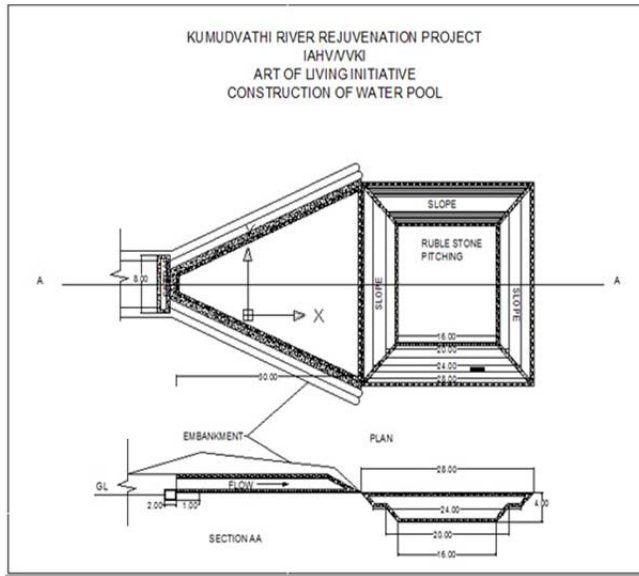 KUMUDVATHI RIVER REJUVENATION PROJECT
IAHV/VVKI
ART OF LIVING INITIATIVE
CONSTRUCTION OF WATER POOL
SLOPE
RUBLE STONE
PITCHING
Y
A
8.00
A
SLOPE
SLOPE
X
16.00
20.00
24.00
28.00
30.00
EMBANKMENT
PLAN
28.00
GL
FLOW
4.00
2.00
1.00
24.00
20.00
16.00
SECTION AA